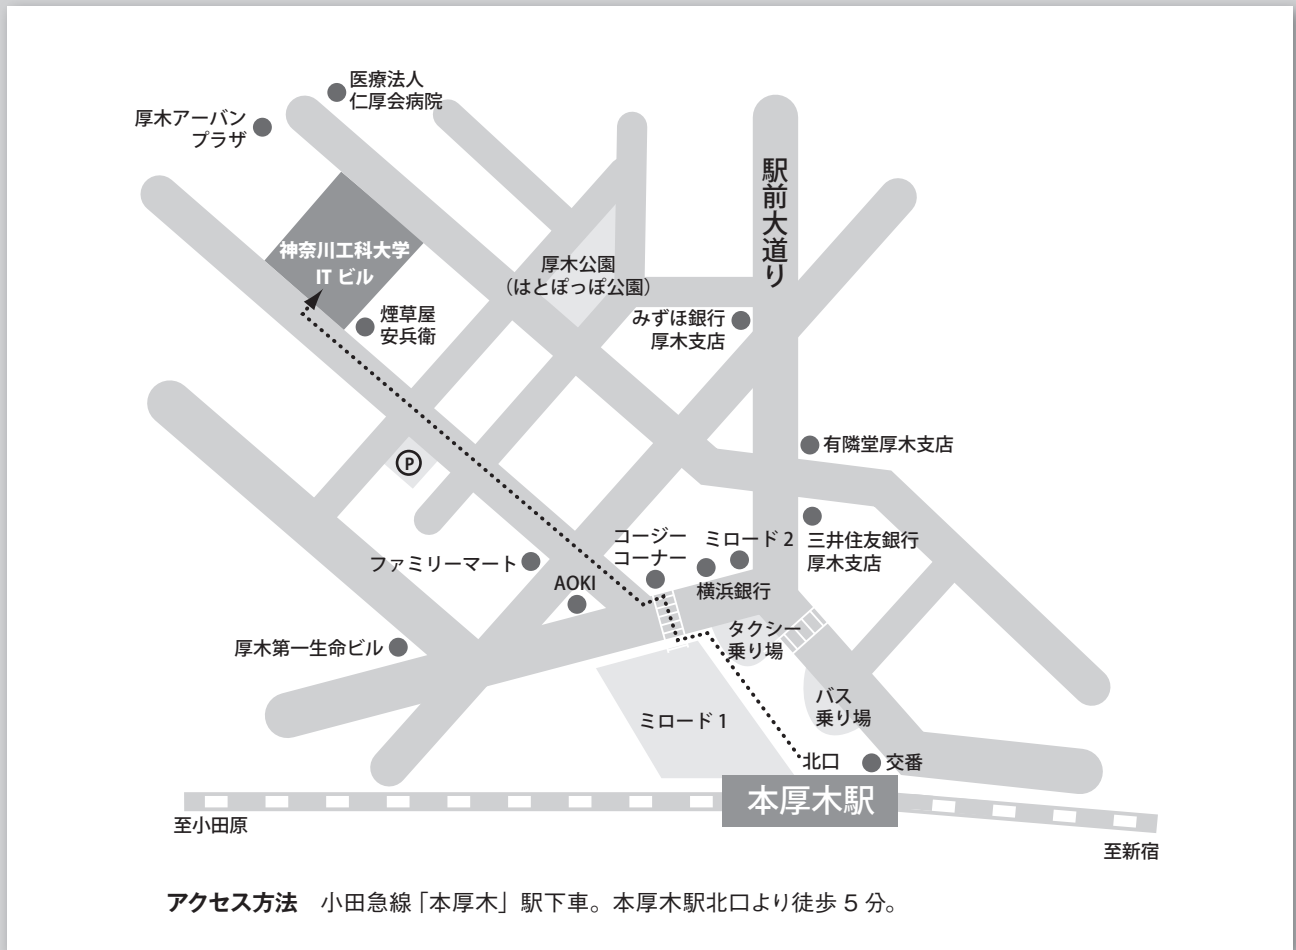 医療法人
仁厚会病院
厚木アーバン
プラザ
駅前大道り
神奈川工科大学
ITビル
厚木公園
（はとぽっぽ公園）
煙草屋
安兵衛
みずほ銀行
厚木支店
有隣堂厚木支店
P
コージー
コーナー
ミロード2
三井住友銀行
厚木支店
ファミリーマート
AOKI
横浜銀行
厚木第一生命ビル
タクシー
乗り場
バス
乗り場
ミロード1
北口
交番
本厚木駅
至小田原
至新宿
アクセス方法　小田急線「本厚木」駅下車。本厚木駅北口より徒歩5分。